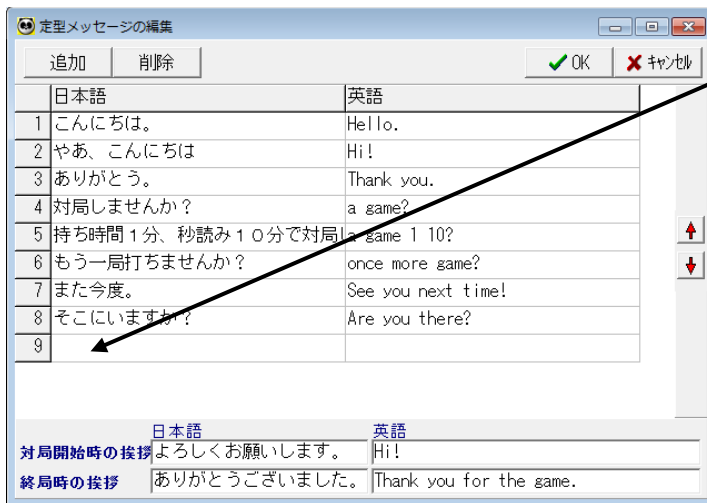 定型メッセージの編集
追加 削除 OK キャンセル
日本語 英語
1 こんにちは。 Hello.
2 やあ、こんにちは Hi!
3 ありがとう。 Thank you.
4 対局しませんか？ a game?
5 持ち時間１分、秒読み１０分で対局し a game 1 10?
6 もう一局打ちませんか？ once more game?
7 また今度。 See you next time!
8 そこにいますか？ Are you there?
9
日本語 英語
対局開始時の挨拶 よろしくお願いします。 Hi!
終局時の挨拶 ありがとうございました。 Thank you for the game.